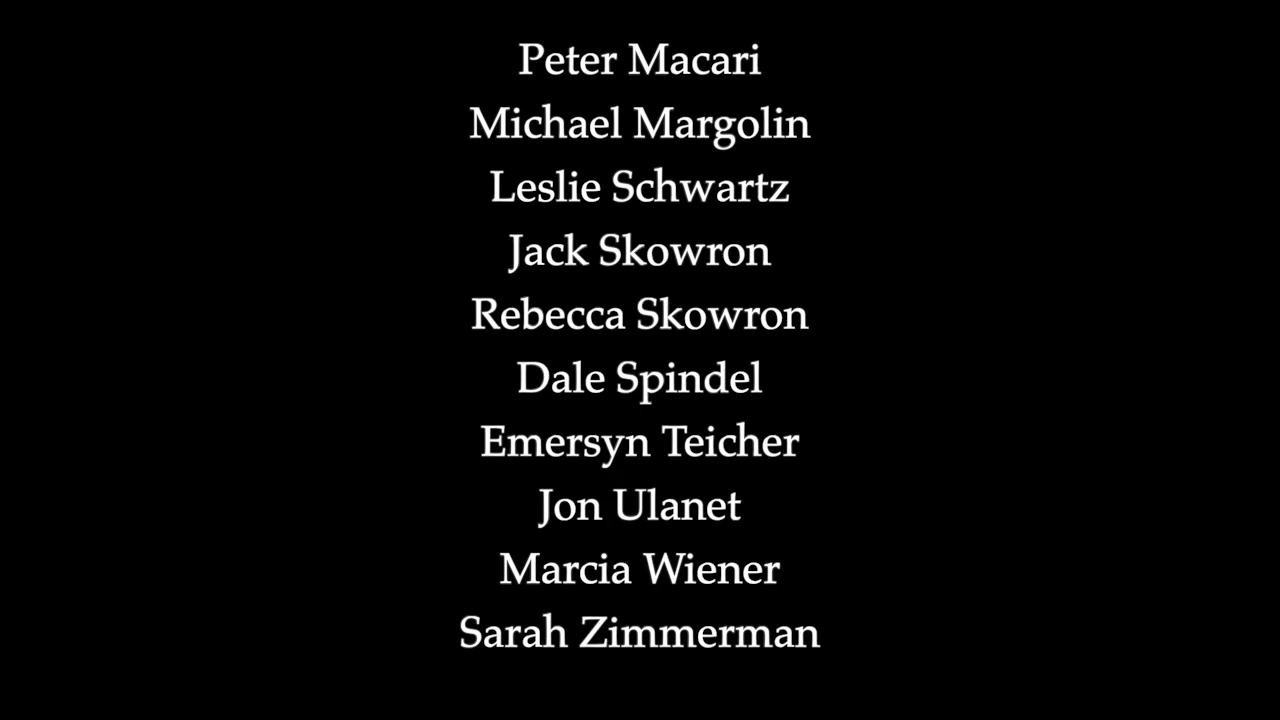 Peter Macari
Michael Margolin
Leslie Schwartz
Jack Skowron
Rebecca Skowron
Dale Spindel
Emersyn Teicher
Jon Ulanet
Marcia Wiener
Sarah Zimmerman